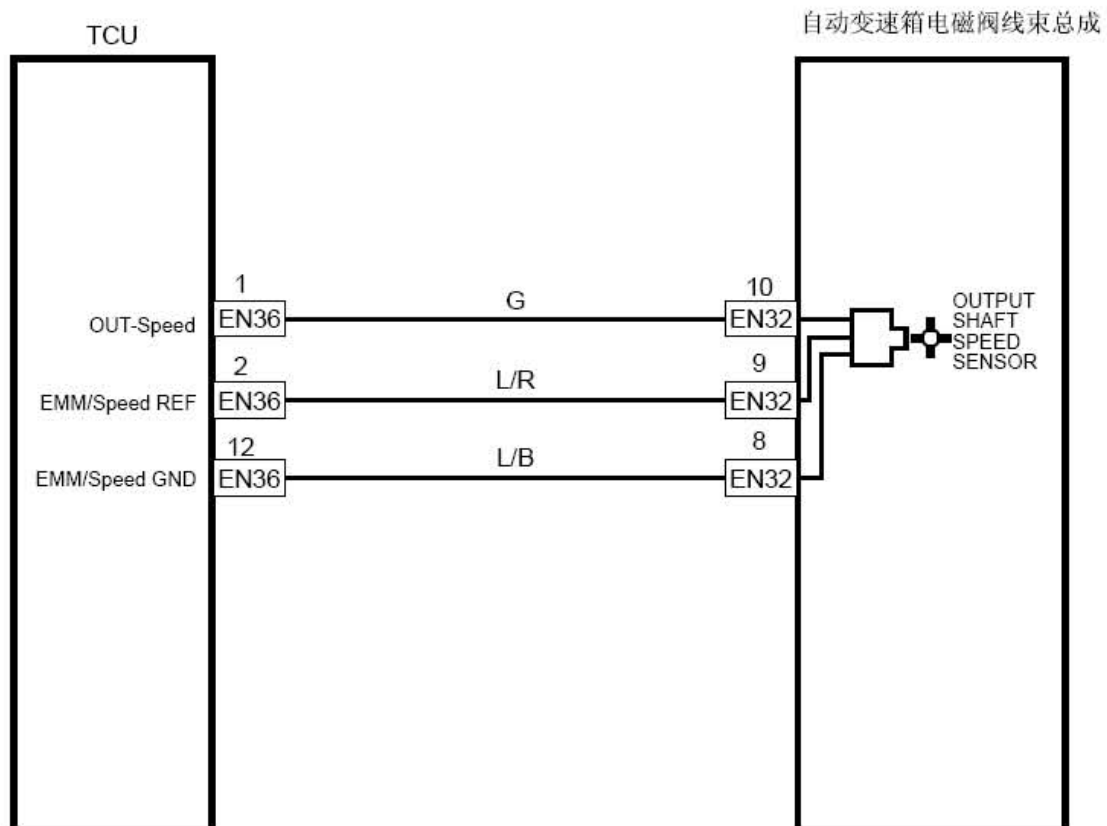 自动变速箱电磁阀线束总成
TCU
1
10
G
OUT-Speed
EN36
EN32
OUTPUT
SHAFT
SPEED
SENSOR
2
9
L/R
EMM/Speed REF
EN36
EN32
12
8
L/B
EMM/Speed GND
EN36
EN32